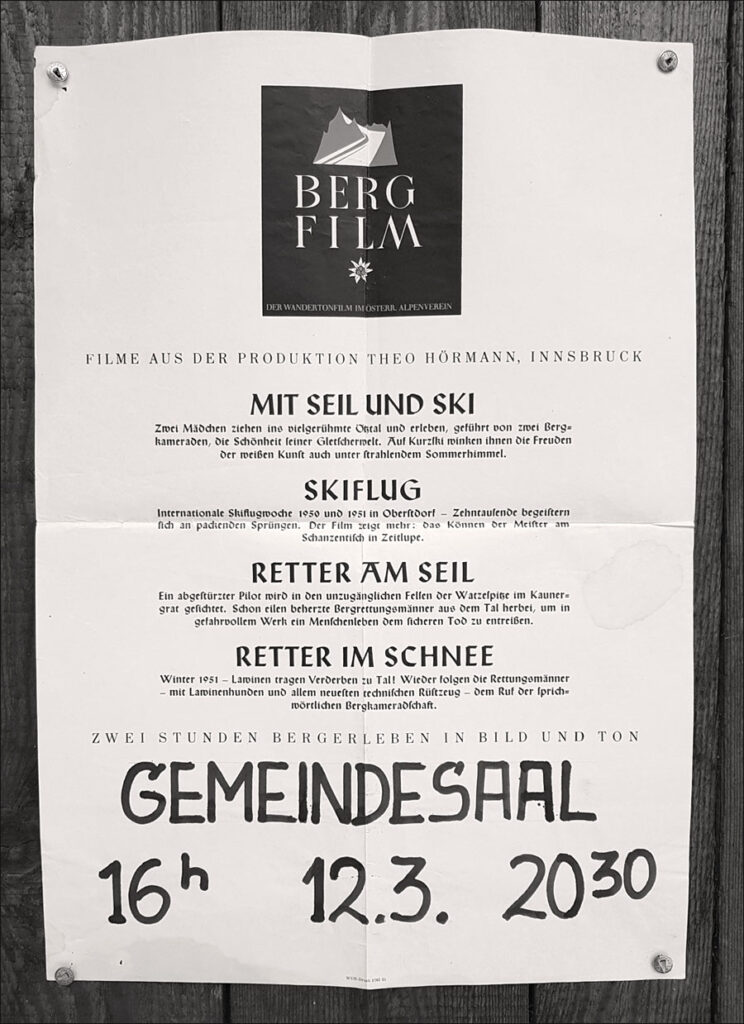 BERG
FILM
DER WANDERTONFILM IM ÖSTERR. ALPENVEREIN
FILME AUS DER PRODUKTION THEO HÖRMANN, INNSBRUCK
MIT SEIL UND SKI
Zwei Mädchen ziehen ins vielgerühmte Ötztal und erleben, geführt von zwei Berg-
kameraden, die Schönheit seiner Gletscherwelt. Auf Kurzski winken ihnen die Freuden
der weißen Kunst auch unter strahlendem Sommerhimmel.
SKIFLUG
Internationale Skiflugwoche 1950 und 1951 in Oberstdorf – Zehntausende begeistern
sich an packenden Sprüngen. Der Film zeigt mehr: das Können der Meister am
Schanzentisch in Zeitlupe.
RETTER AM SEIL
Ein abgestürzter Pilot wird in den unzugänglichen Felsen der Watzespitze im Kauner-
grat gesichtet. Schon eilen beherzte Bergrettungsmänner aus dem Tal herbei, um in
gefahrvollem Werk ein Menschenleben dem sicheren Tod zu entreißen.
RETTER IM SCHNEE
Winter 1951 – Lawinen tragen Verderben zu Tal! Wieder folgen die Rettungsmänner
– mit Lawinenhunden und allem neuesten technischen Rüstzeug – dem Ruf der sprich-
wörtlichen Bergkameradschaft.
ZWEI STUNDEN BERGERLEBEN IN BILD UND TON
GEMEINDESAAL
16h 12.3. 2030